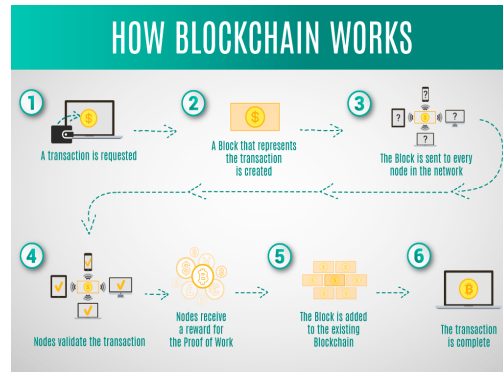 HOW BLOCKCHAIN WORKS
1
A transaction is requested
2
A Block that represents
the transaction
is created
3
The Block is sent to every
node in the network
4
Nodes validate the transaction
Nodes receive
a reward for
the Proof of Work
5
The Block is added
to the existing
Blockchain
6
The transaction
is complete